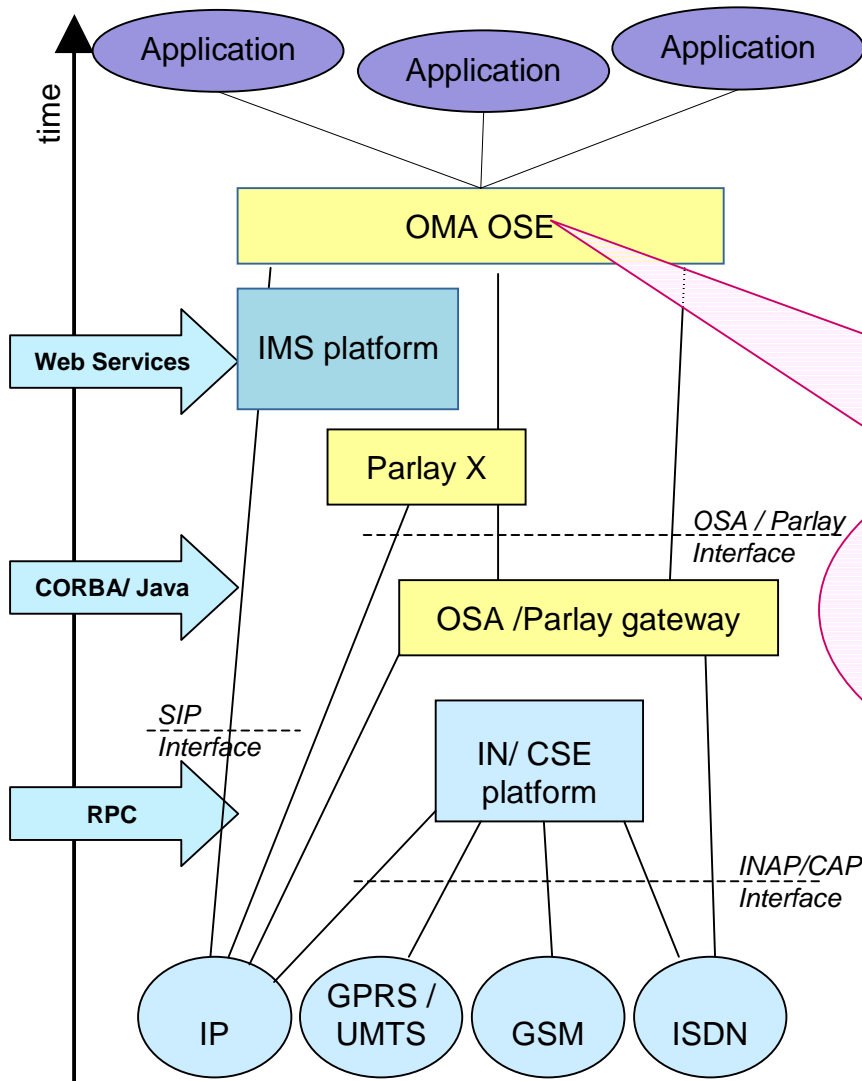 Application
Application
Application
time
OMA OSE
IMS platform
Web Services
Parlay X
OSA / Parlay
Interface
CORBA/ Java
OSA /Parlay gateway
SIP
Interface
IN/ CSE
platform
RPC
INAP/CAP
Interface
IP
GPRS /
UMTS
GSM
ISDN